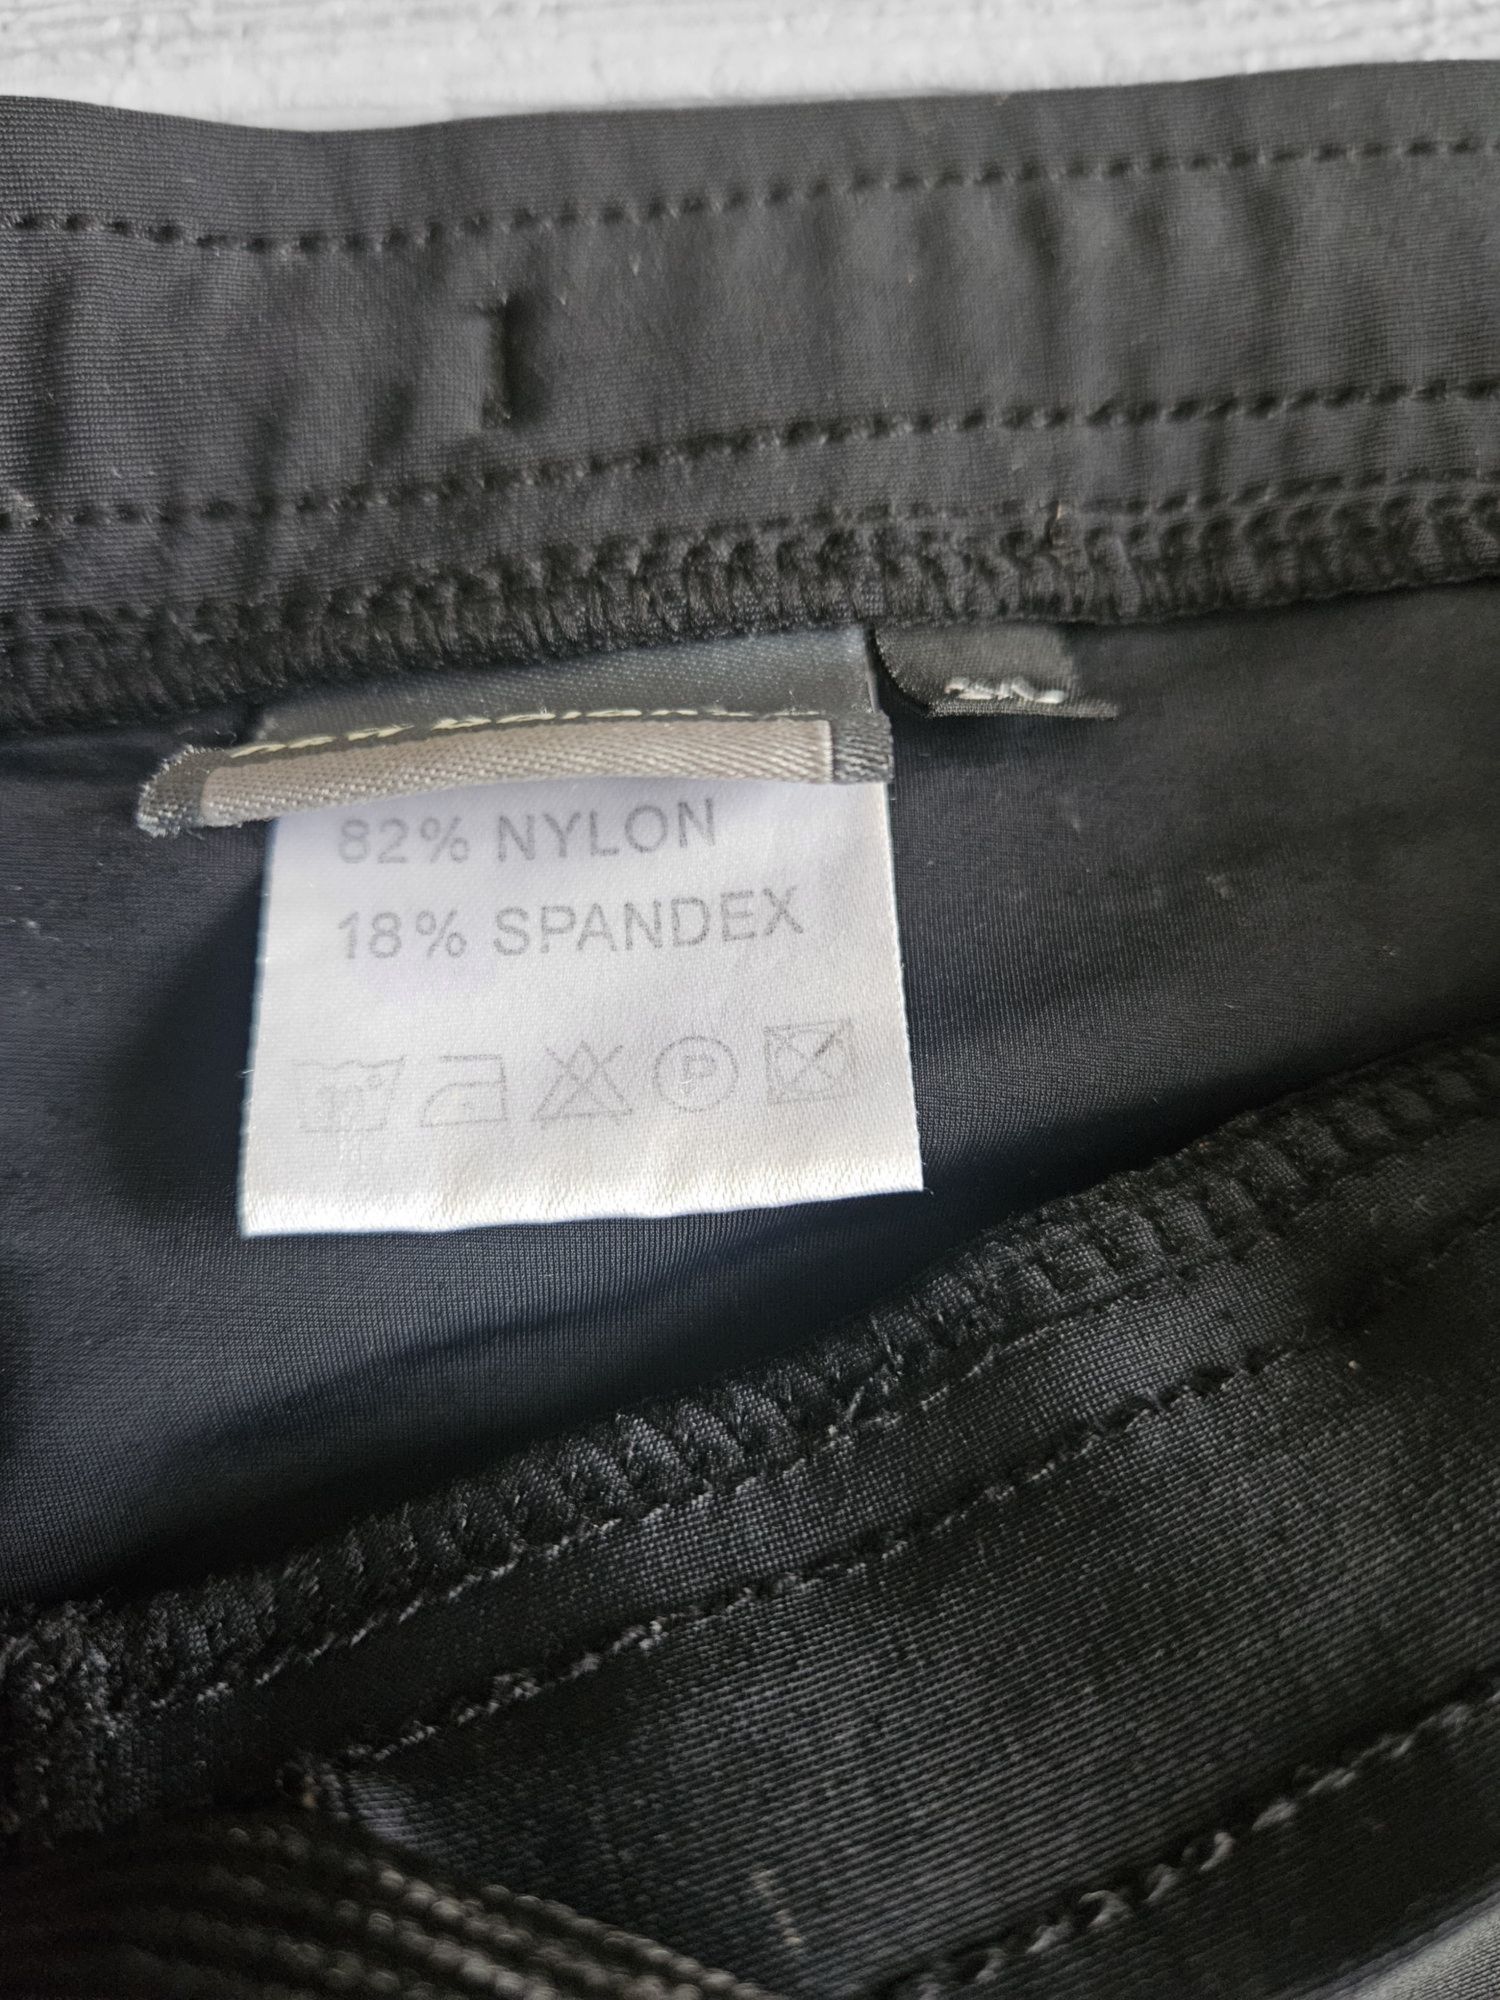 82% NYLON
18% SPANDEX
P